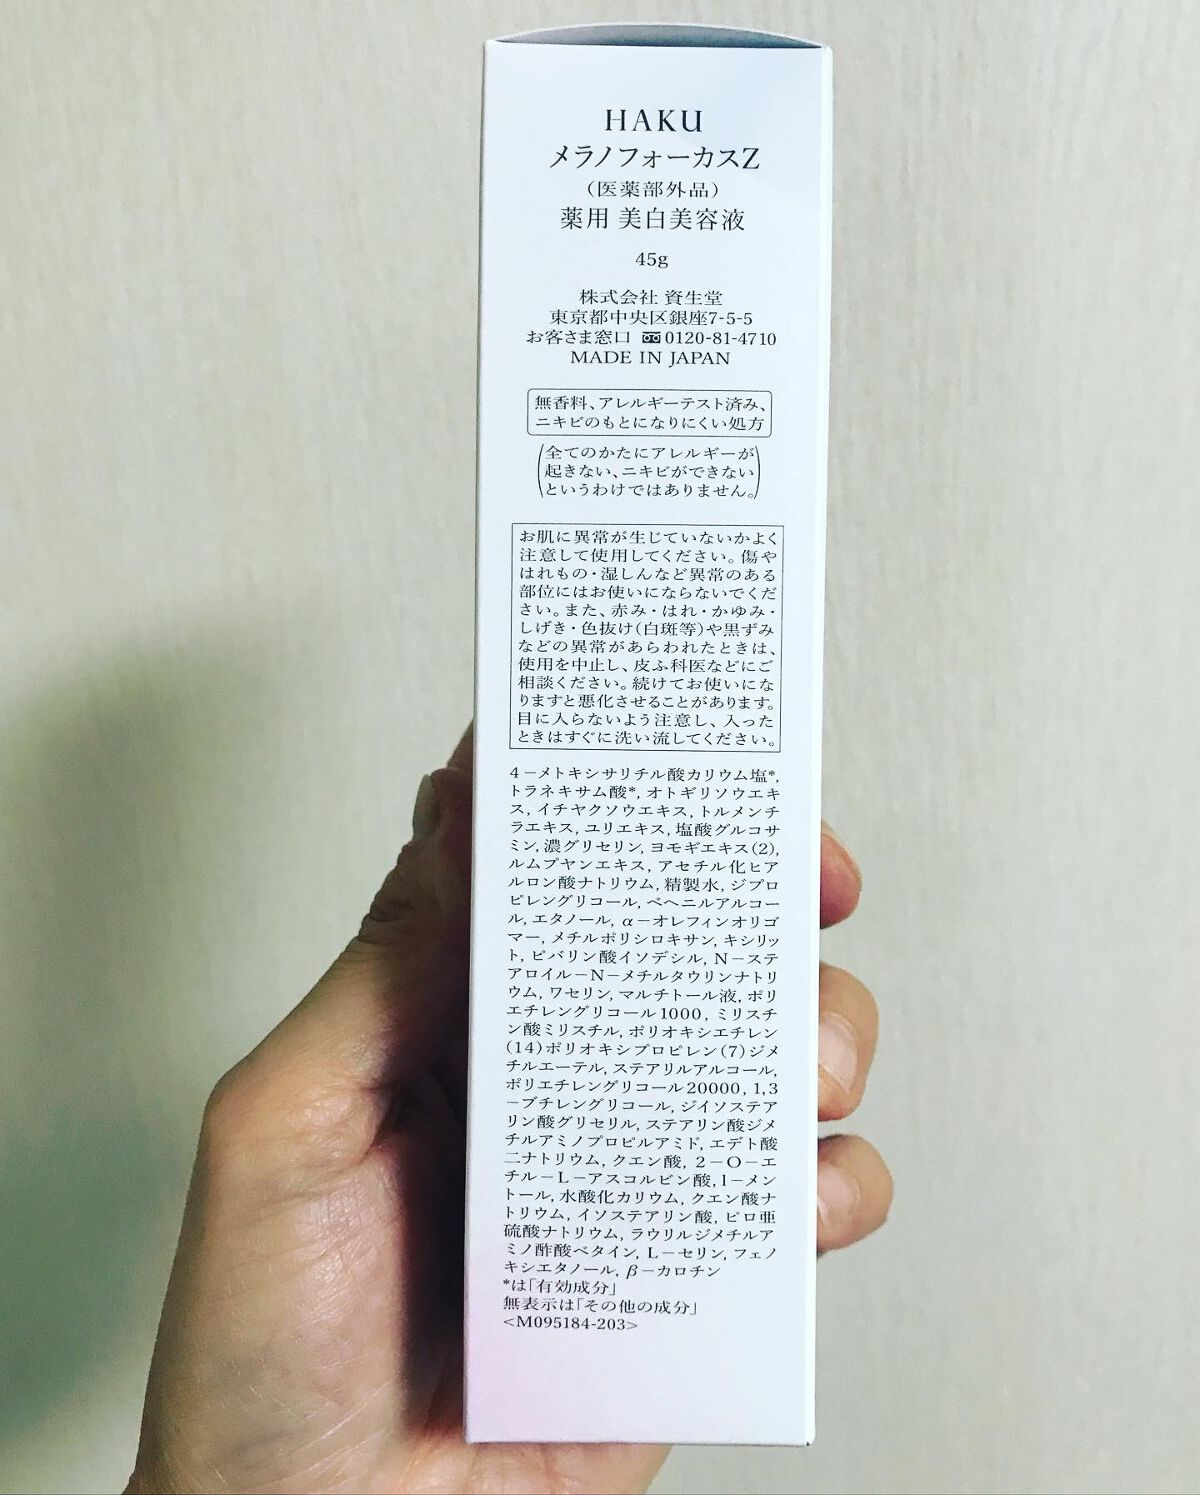 HAKU
メラノフォーカスZ
（医薬部外品）
薬用 美白美容液
45g
株式会社 資生堂
東京都中央区銀座7-5-5
お客さま窓口 0120-81-4710
MADE IN JAPAN
無香料、アレルギーテスト済み、
ニキビのもとになりにくい処方
（全てのかたにアレルギーが
起きない、ニキビができない
というわけではありません。）
お肌に異常が生じていないかよく
注意して使用してください。傷や
はれもの・湿しんなど異常のある
部位にはお使いにならないでくだ
さい。また、赤み・はれ・かゆみ・
しげき・色抜け（白斑等）や黒ずみ
などの異常があらわれたときは、
使用を中止し、皮ふ科医などにご
相談ください。続けてお使いにな
りますと悪化させることがあります。
目に入らないよう注意し、入った
ときはすぐに洗い流してください。
4－メトキシサリチル酸カリウム塩*,
トラネキサム酸*, オトギリソウエキ
ス, イチヤクソウエキス, トルメンチ
ラエキス, ユリエキス, 塩酸グルコサ
ミン, 濃グリセリン, ヨモギエキス(2),
ルムプヤンエキス, アセチル化ヒア
ルロン酸ナトリウム, 精製水, ジプロ
ピレングリコール, ベヘニルアルコー
ル, エタノール, α－オレフィンオリゴ
マー, メチルポリシロキサン, キシリッ
ト, ピバリン酸イソデシル, N－ステ
アロイル－N－メチルタウリンナトリ
ウム, ワセリン, マルチトール液, ポリ
エチレングリコール1000, ミリスチ
ン酸ミリスチル, ポリオキシエチレン
(14)ポリオキシプロピレン(7)ジメ
チルエーテル, ステアリルアルコール,
ポリエチレングリコール20000, 1,3
－ブチレングリコール, ジイソステア
リン酸グリセリル, ステアリン酸ジメ
チルアミノプロピルアミド, エデト酸
二ナトリウム, クエン酸, 2－O－エ
チル－L－アスコルビン酸, l－メン
トール, 水酸化カリウム, クエン酸ナ
トリウム, イソステアリン酸, ピロ亜
硫酸ナトリウム, ラウリルジメチルア
ミノ酢酸ベタイン, L－セリン, フェノ
キシエタノール, β－カロチン
*は「有効成分」
無表示は「その他の成分」
<M095184-203>